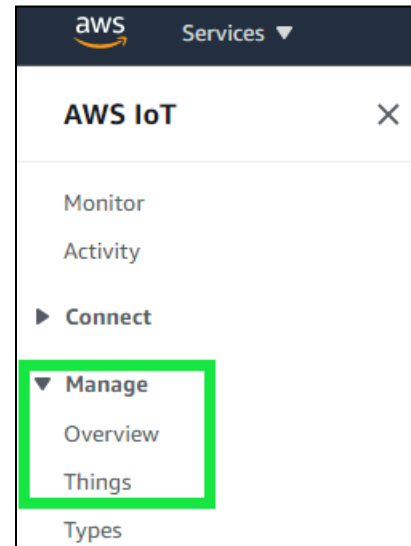 aws Services ▼
AWS IoT ×
Monitor
Activity
▶ Connect
▼ Manage
Overview
Things
Types